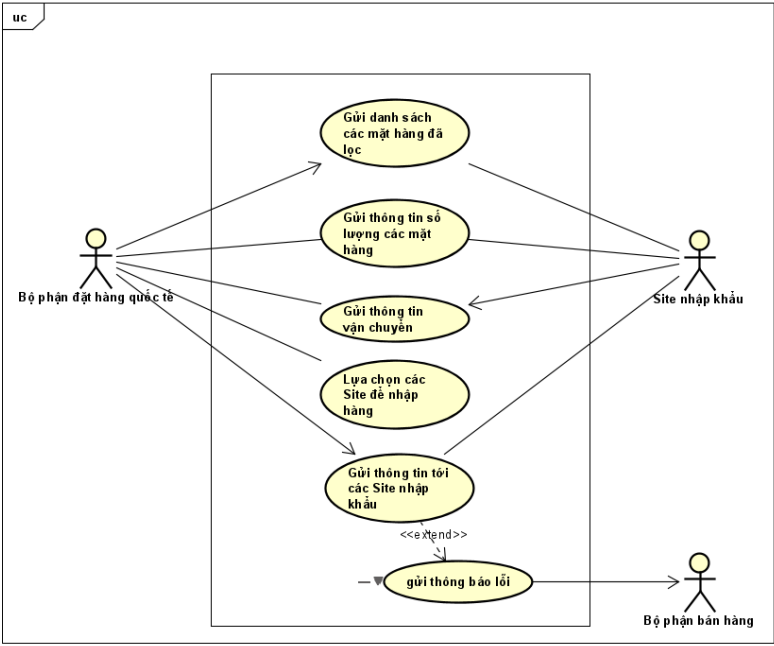 uc
Gửi danh sách
các mặt hàng đã
lọc
Gửi thông tin số
lượng các mặt
hàng
Bộ phận đặt hàng quốc tế
Site nhập khẩu
Gửi thông tin
vận chuyển
Lựa chọn các
Site để nhập
hàng
Gửi thông tin tới
các Site nhập
khẩu
<<extend>>
gửi thông báo lỗi
Bộ phận bán hàng